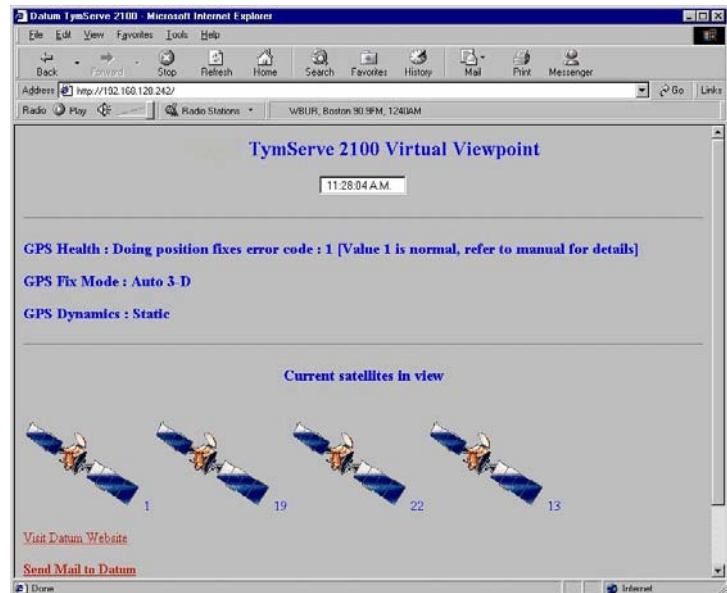 Datum TymServe 2100 - Microsoft Internet Explorer
File Edit View Favorites Tools Help
Back Forward Stop Refresh Home Search Favorites History Mail Print Messenger
Address http://192.168.128.242/ Go Links
Radio Play Radio Stations WBUR, Boston 90.9FM, 1240AM
TymServe 2100 Virtual Viewpoint
11:28:04 A.M.
GPS Health : Doing position fixes error code : 1 [Value 1 is normal, refer to manual for details]
GPS Fix Mode : Auto 3-D
GPS Dynamics : Static
Current satellites in view
1 19 22 13
Visit Datum Website
Send Mail to Datum
Done Internet